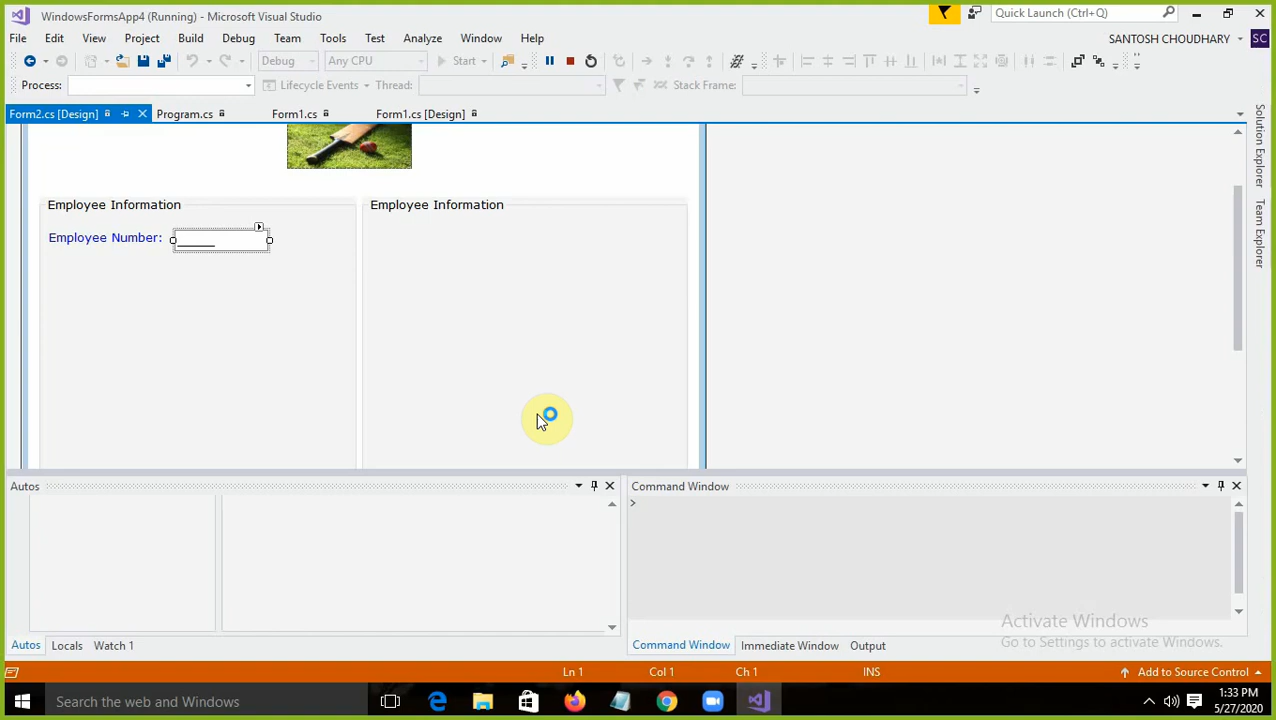 WindowsFormsApp4 (Running) - Microsoft Visual Studio
Quick Launch (Ctrl+Q)
File Edit View Project Build Debug Team Tools Test Analyze Window Help
SANTOSH CHOUDHARY SC
Debug Any CPU Start
Process: Lifecycle Events Thread: Stack Frame:
Form2.cs [Design] Program.cs Form1.cs Form1.cs [Design]
Solution Explorer
Team Explorer
Employee Information Employee Information
Employee Number: _____
Autos Command Window
>
Activate Windows
Go to Settings to activate Windows.
Autos Locals Watch 1 Command Window Immediate Window Output
Ln 1 Col 1 Ch 1 INS Add to Source Control
Search the web and Windows
1:33 PM
5/27/2020